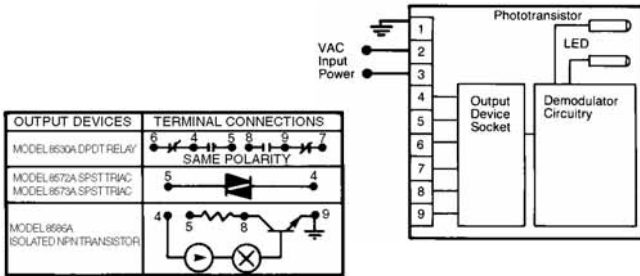 Phototransistor
LED
VAC
Input
Power
1
2
3
4
5
6
7
8
9
Output
Device
Socket
Demodulator
Circuitry
OUTPUT DEVICES TERMINAL CONNECTIONS
MODEL 8530A DPDT RELAY 6 4 5 8 9 7
SAME POLARITY
MODEL 8572A SPST TRIAC
MODEL 8573A SPST TRIAC 5 4
MODEL 8586A
ISOLATED NPN TRANSISTOR 4 5 8 9